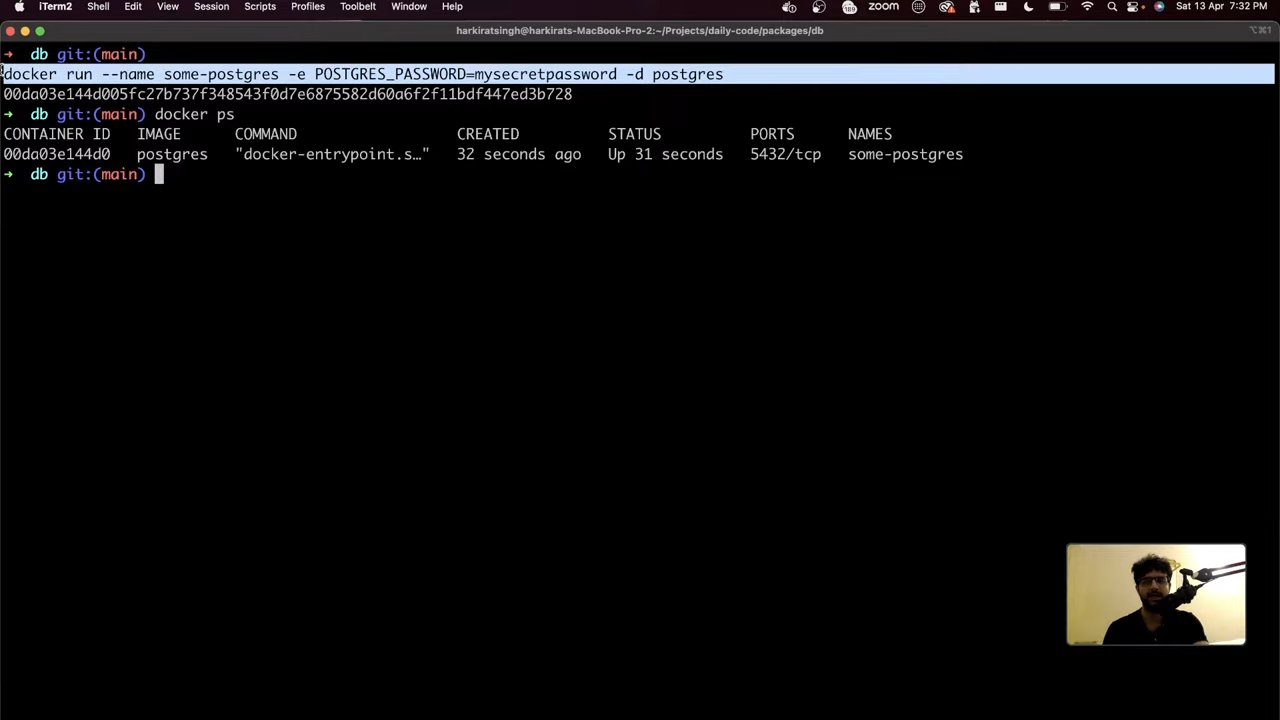 iTerm2 Shell Edit View Session Scripts Profiles Toolbelt Window Help 189 zoom Sat 13 Apr 7:32 PM
harkiratsingh@harkirats-MacBook-Pro-2:~/Projects/daily-code/packages/db ⌥⌘1
➜ db git:(main)
docker run --name some-postgres -e POSTGRES_PASSWORD=mysecretpassword -d postgres
00da03e144d005fc27b737f348543f0d7e6875582d60a6f2f11bdf447ed3b728
➜ db git:(main) docker ps
CONTAINER ID IMAGE COMMAND CREATED STATUS PORTS NAMES
00da03e144d0 postgres "docker-entrypoint.s…" 32 seconds ago Up 31 seconds 5432/tcp some-postgres
➜ db git:(main)